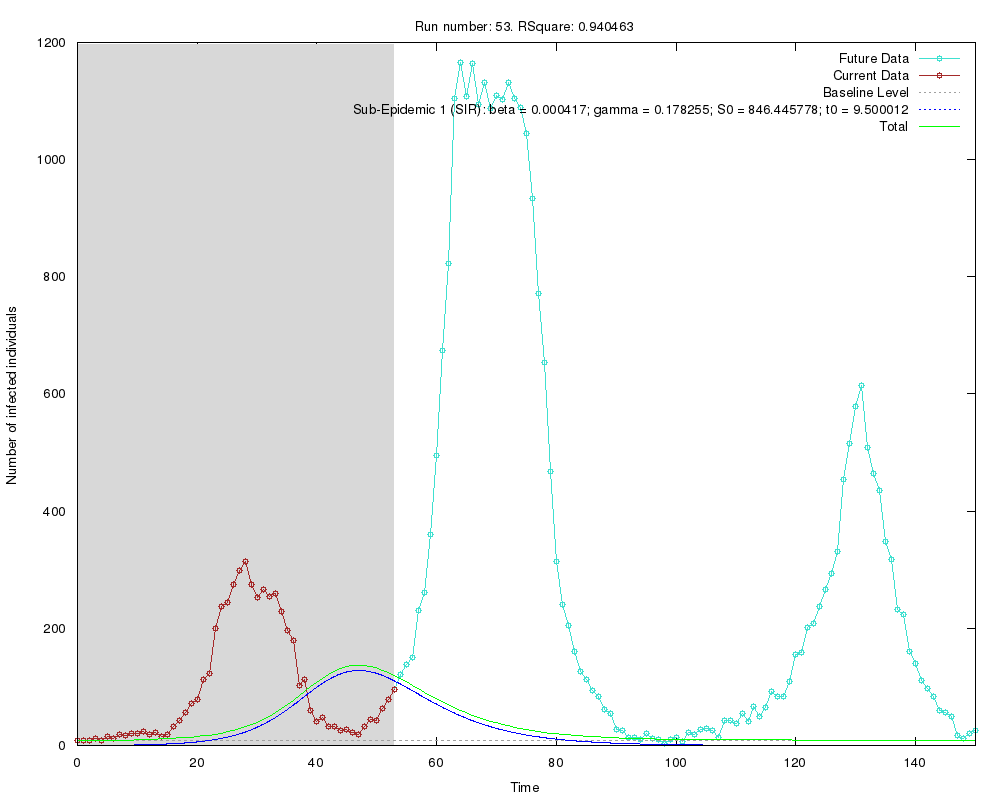 Run number: 53. RSquare: 0.940463
Future Data
Current Data
Baseline Level
Sub-Epidemic 1 (SIR): beta = 0.000417; gamma = 0.178255; S0 = 846.445778; t0 = 9.500012
Total
Number of infected individuals
1200
1000
800
600
400
200
0
0 20 40 60 80 100 120 140
Time